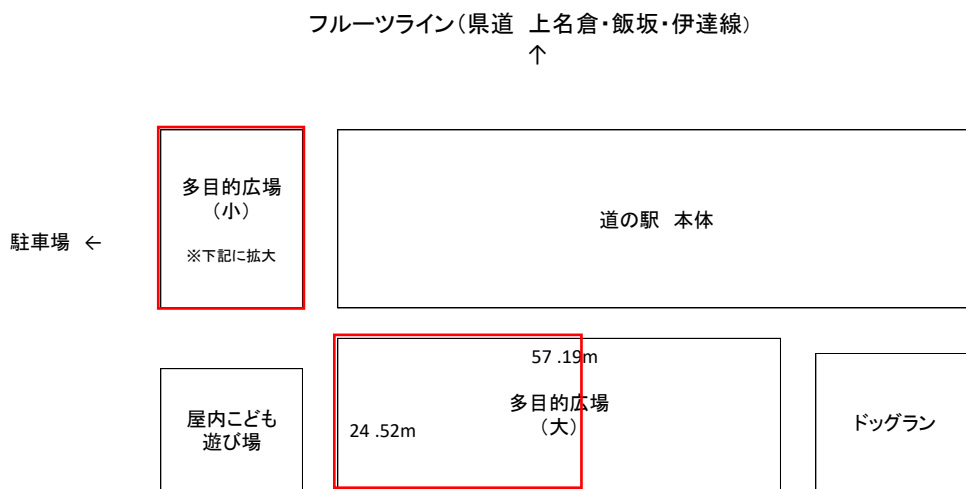 フルーツライン（県道　上名倉・飯坂・伊達線）
↑
多目的広場
（小）
※下記に拡大
道の駅　本体
駐車場　←
57 .19m
多目的広場
（大）
24 .52m
屋内こども
遊び場
ドッグラン